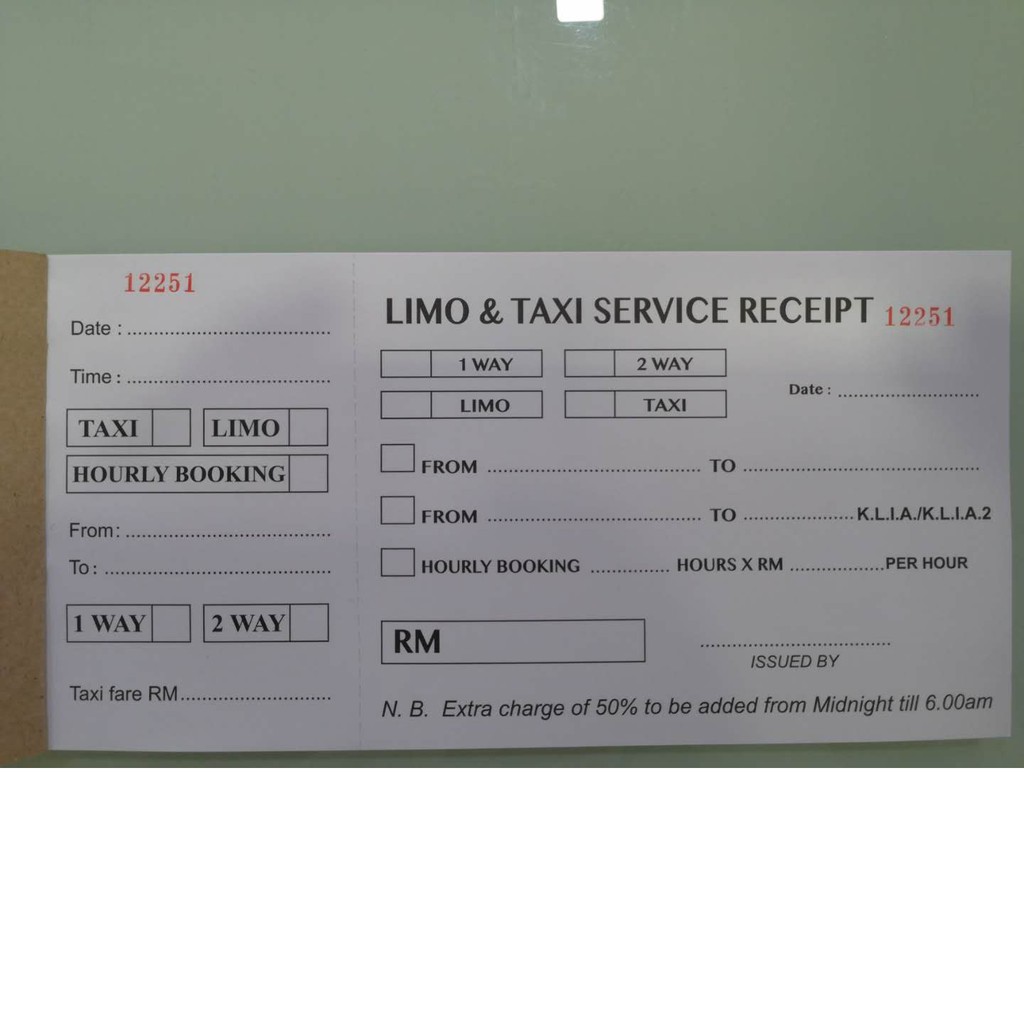 12251
Date : ..................................
Time : ..................................
TAXI LIMO
HOURLY BOOKING
From: ..................................
To : ......................................
1 WAY 2 WAY
Taxi fare RM.........................
LIMO & TAXI SERVICE RECEIPT 12251
1 WAY 2 WAY
LIMO TAXI
Date : ..........................
FROM ........................................ TO ............................................
FROM ........................................ TO .....................K.L.I.A./K.L.I.A.2
HOURLY BOOKING ............... HOURS X RM ..................PER HOUR
RM
....................................
ISSUED BY
N. B. Extra charge of 50% to be added from Midnight till 6.00am